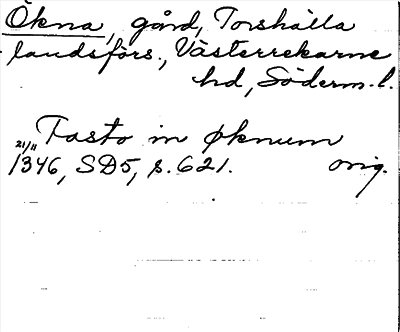 Ökna, gård, Torshälla
landsförs., Västerrekarne
hd, Söderm. l.
Fasto in øknum
21/11
1346, SD5, s. 621. orig.